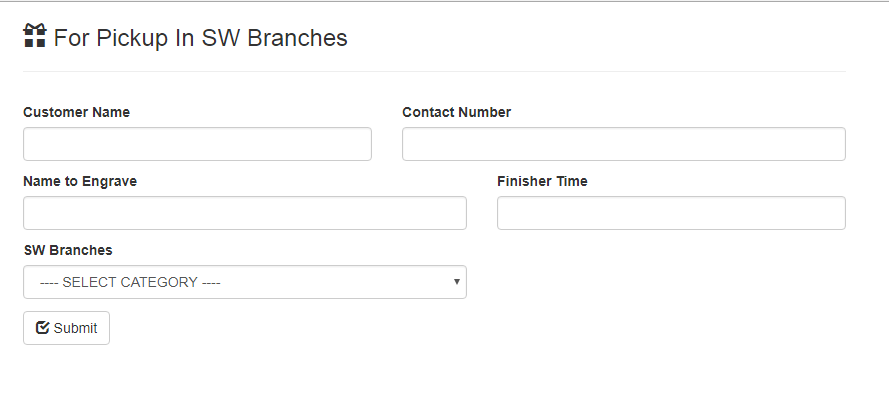 For Pickup In SW Branches
Customer Name Contact Number
Name to Engrave Finisher Time
SW Branches
---- SELECT CATEGORY ----
Submit